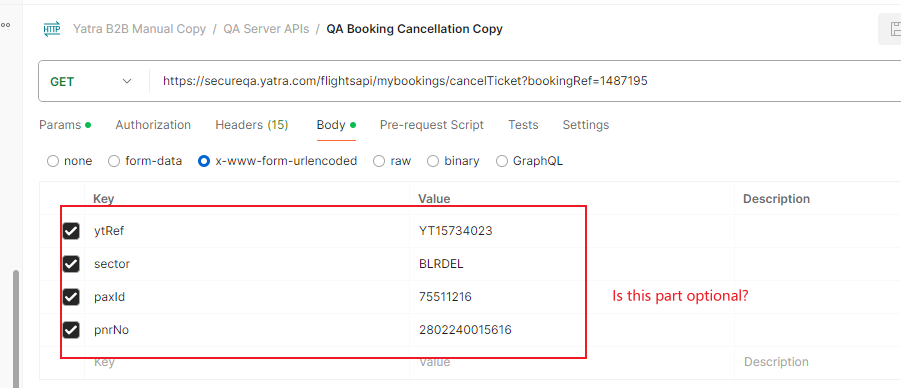 HTTP Yatra B2B Manual Copy / QA Server APIs / QA Booking Cancellation Copy
GET https://secureqa.yatra.com/flightsapi/mybookings/cancelTicket?bookingRef=1487195
Params Authorization Headers (15) Body Pre-request Script Tests Settings
none form-data x-www-form-urlencoded raw binary GraphQL
Key Value Description
ytRef YT15734023
sector BLRDEL
paxId 75511216
Is this part optional?
pnrNo 2802240015616
Key Value Description